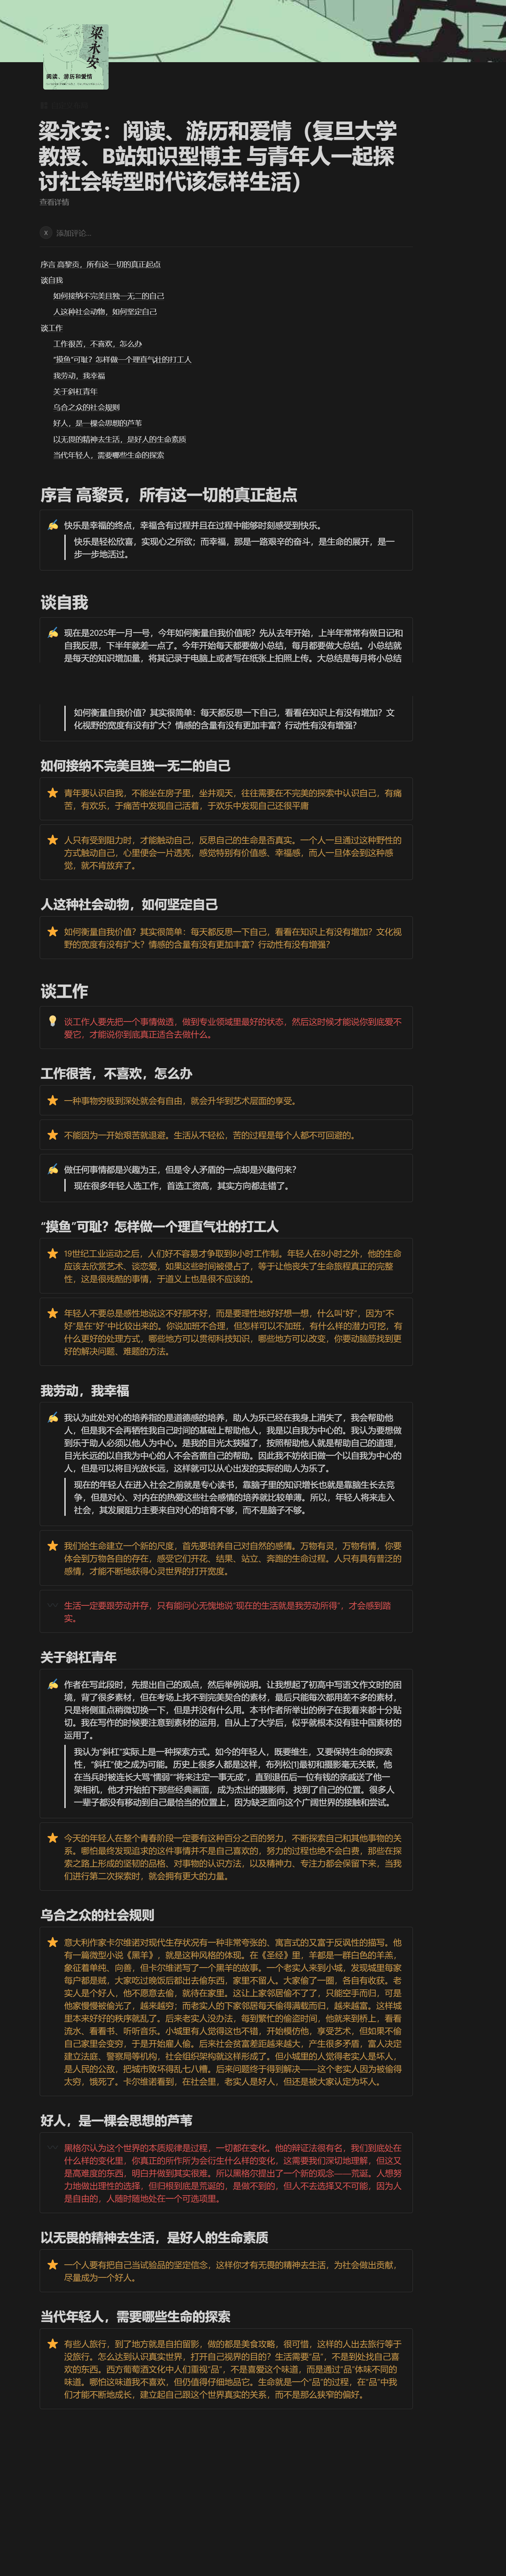 梁永安
阅读、游历和爱情
梁永安：阅读、游历和爱情（复旦大学
教授、B站知识型博主 与青年人一起探
讨社会转型时代该怎样生活）
查看详情
X 添加评论...
序言 高黎贡，所有这一切的真正起点
谈自我
如何接纳不完美且独一无二的自己
人这种社会动物，如何坚定自己
谈工作
工作很苦，不喜欢，怎么办
“摸鱼”可耻？怎样做一个理直气壮的打工人
我劳动，我幸福
关于斜杠青年
乌合之众的社会规则
好人，是一棵会思想的芦苇
以无畏的精神去生活，是好人的生命素质
当代年轻人，需要哪些生命的探索
序言 高黎贡，所有这一切的真正起点
快乐是幸福的终点，幸福含有过程并且在过程中能够时刻感受到快乐。
快乐是轻松欣喜，实现心之所欲；而幸福，那是一路艰辛的奋斗，是生命的展开，是一
步一步地活过。
谈自我
现在是2025年一月一号，今年如何衡量自我价值呢？先从去年开始，上半年常常有做日记和
自我反思，下半年就差一点了。今年开始每天都要做小总结，每月都要做大总结。小总结就
是每天的知识增加量，将其记录于电脑上或者写在纸张上拍照上传。大总结是每月将小总结
如何衡量自我价值？其实很简单：每天都反思一下自己，看看在知识上有没有增加？文
化视野的宽度有没有扩大？情感的含量有没有更加丰富？行动性有没有增强？
如何接纳不完美且独一无二的自己
青年要认识自我，不能坐在房子里，坐井观天，往往需要在不完美的探索中认识自己，有痛
苦，有欢乐，于痛苦中发现自己活着，于欢乐中发现自己还很平庸
人只有受到阻力时，才能触动自己，反思自己的生命是否真实。一个人一旦通过这种野性的
方式触动自己，心里便会一片透亮，感觉特别有价值感、幸福感，而人一旦体会到这种感
觉，就不肯放弃了。
人这种社会动物，如何坚定自己
如何衡量自我价值？其实很简单：每天都反思一下自己，看看在知识上有没有增加？文化视
野的宽度有没有扩大？情感的含量有没有更加丰富？行动性有没有增强？
谈工作
谈工作人要先把一个事情做透，做到专业领域里最好的状态，然后这时候才能说你到底爱不
爱它，才能说你到底真正适合去做什么。
工作很苦，不喜欢，怎么办
一种事物穷极到深处就会有自由，就会升华到艺术层面的享受。
不能因为一开始艰苦就退避。生活从不轻松，苦的过程是每个人都不可回避的。
做任何事情都是兴趣为王，但是令人矛盾的一点却是兴趣何来？
现在很多年轻人选工作，首选工资高，其实方向都走错了。
“摸鱼”可耻？怎样做一个理直气壮的打工人
19世纪工业运动之后，人们好不容易才争取到8小时工作制。年轻人在8小时之外，他的生命
应该去欣赏艺术、谈恋爱，如果这些时间被侵占了，等于让他丧失了生命旅程真正的完整
性，这是很残酷的事情，于道义上也是很不应该的。
年轻人不要总是感性地说这不好那不好，而是要理性地好好想一想，什么叫“好”，因为“不
好”是在“好”中比较出来的。你说加班不合理，但怎样可以不加班，有什么样的潜力可挖，有
什么更好的处理方式，哪些地方可以贯彻科技知识，哪些地方可以改变，你要动脑筋找到更
好的解决问题、难题的方法。
我劳动，我幸福
我认为此处对心的培养指的是道德感的培养，助人为乐已经在我身上消失了，我会帮助他
人，但是我不会再牺牲我自己时间的基础上帮助他人，我是以自我为中心的。我认为要想做
到乐于助人必须以他人为中心。是我的目光太狭隘了，按照帮助他人就是帮助自己的道理，
目光长远的以自我为中心的人不会吝啬自己的帮助。因此我不妨依旧做一个以自我为中心的
人，但是可以将目光放长远，这样就可以从心出发的实际的助人为乐了。
现在的年轻人在进入社会之前就是专心读书，靠脑子里的知识增长也就是靠脑生长去竞
争，但是对心、对内在的热爱这些社会感情的培养就比较单薄。所以，年轻人将来走入
社会，其发展阻力主要来自对心的培育不够，而不是脑子不够。
我们给生命建立一个新的尺度，首先要培养自己对自然的感情。万物有灵，万物有情，你要
体会到万物各自的存在，感受它们开花、结果、站立、奔跑的生命过程。人只有具有普泛的
感情，才能不断地获得心灵世界的打开宽度。
生活一定要跟劳动并存，只有能问心无愧地说“现在的生活就是我劳动所得”，才会感到踏
实。
关于斜杠青年
作者在写此段时，先提出自己的观点，然后举例说明。让我想起了初高中写语文作文时的困
境，背了很多素材，但在考场上找不到完美契合的素材，最后只能每次都用差不多的素材，
只是将侧重点稍微切换一下，但是并没有什么用。本书作者所举出的例子在我看来都十分贴
切。我在写作的时候要注意到素材的运用，自从上了大学后，似乎就根本没有驻中国素材的
运用了。
我认为“斜杠”实际上是一种探索方式。如今的年轻人，既要维生，又要保持生命的探索
性，“斜杠”使之成为可能。历史上很多人都是这样，布列松[1]最初和摄影毫无关联，他
在当兵时被连长大骂“懦弱”“将来注定一事无成”，直到退伍后一位有钱的亲戚送了他一
架相机，他才开始拍下那些经典画面，成为杰出的摄影师，找到了自己的位置。很多人
一辈子都没有移动到自己最恰当的位置上，因为缺乏面向这个广阔世界的接触和尝试。
今天的年轻人在整个青春阶段一定要有这种百分之百的努力，不断探索自己和其他事物的关
系。哪怕最终发现追求的这件事情并不是自己喜欢的，努力的过程也绝不会白费，那些在探
索之路上形成的坚韧的品格、对事物的认识方法，以及精神力、专注力都会保留下来，当我
们进行第二次探索时，就会拥有更大的力量。
乌合之众的社会规则
意大利作家卡尔维诺对现代生存状况有一种非常夸张的、寓言式的又富于反讽性的描写。他
有一篇微型小说《黑羊》，就是这种风格的体现。在《圣经》里，羊都是一群白色的羊羔，
象征着单纯、向善，但卡尔维诺写了一个黑羊的故事。一个老实人来到小城，发现城里每家
每户都是贼，大家吃过晚饭后都出去偷东西，家里不留人。大家偷了一圈，各自有收获。老
实人是个好人，他不愿意去偷，就待在家里。这让上家邻居偷不了了，只能空手而归，可是
他家慢慢被偷光了，越来越穷；而老实人的下家邻居每天偷得满载而归，越来越富。这样城
里本来好好的秩序就乱了。后来老实人没办法，每到繁忙的偷盗时间，他就来到桥上，看看
流水、看看书、听听音乐。小城里有人觉得这也不错，开始模仿他，享受艺术，但如果不偷
自己家里会变穷，于是开始雇人偷。后来社会贫富差距越来越大，产生很多矛盾，富人决定
建立法庭、警察局等机构，社会组织架构就这样形成了。但小城里的人觉得老实人是坏人，
是人民的公敌，把城市败坏得乱七八糟。后来问题终于得到解决——这个老实人因为被偷得
太穷，饿死了。卡尔维诺看到，在社会里，老实人是好人，但还是被大家认定为坏人。
好人，是一棵会思想的芦苇
黑格尔认为这个世界的本质规律是过程，一切都在变化。他的辩证法很有名，我们到底处在
什么样的变化里，你真正的所作所为会衍生什么样的变化，这需要我们深切地理解，但这又
是高难度的东西，明白并做到其实很难。所以黑格尔提出了一个新的观念——荒诞。人想努
力地做出理性的选择，但归根到底是荒诞的，是做不到的，但人不去选择又不可能，因为人
是自由的，人随时随地处在一个可选项里。
以无畏的精神去生活，是好人的生命素质
一个人要有把自己当试验品的坚定信念，这样你才有无畏的精神去生活，为社会做出贡献，
尽量成为一个好人。
当代年轻人，需要哪些生命的探索
有些人旅行，到了地方就是自拍留影，做的都是美食攻略，很可惜，这样的人出去旅行等于
没旅行。怎么达到认识真实世界，打开自己视界的目的？生活需要“品”，不是到处找自己喜
欢的东西。西方葡萄酒文化中人们重视“品”，不是喜爱这个味道，而是通过“品”体味不同的
味道。哪怕这味道我不喜欢，但仍值得仔细地品它。生命就是一个“品”的过程，在“品”中我
们才能不断地成长，建立起自己跟这个世界真实的关系，而不是那么狭窄的偏好。